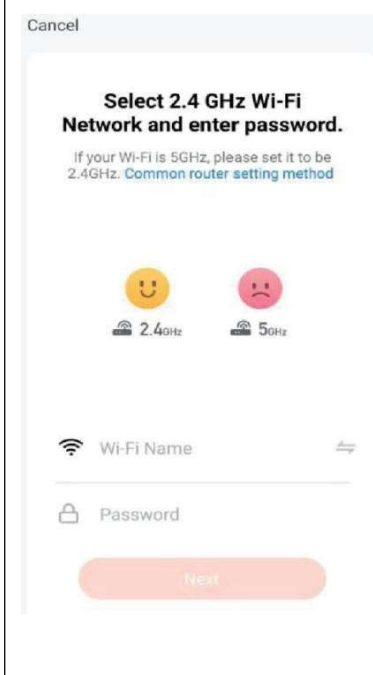 Cancel
Select 2.4 GHz Wi-Fi
Network and enter password.
If your Wi-Fi is 5GHz, please set it to be
2.4GHz. Common router setting method
2.4GHz 5GHz
Wi-Fi Name
Password
Next